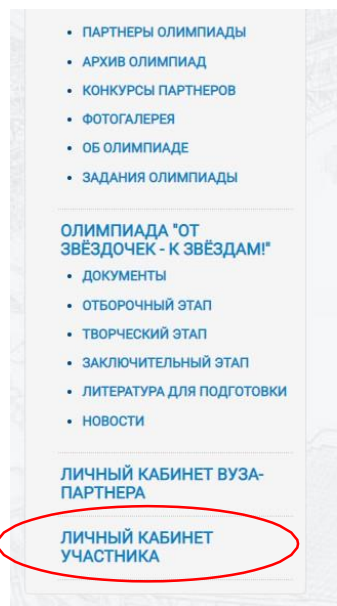 ПАРТНЕРЫ ОЛИМПИАДЫ
АРХИВ ОЛИМПИАД
КОНКУРСЫ ПАРТНЕРОВ
ФОТОГАЛЕРЕЯ
ОБ ОЛИМПИАДЕ
ЗАДАНИЯ ОЛИМПИАДЫ
ОЛИМПИАДА "ОТ
ЗВЁЗДОЧЕК - К ЗВЁЗДАМ!"
ДОКУМЕНТЫ
ОТБОРОЧНЫЙ ЭТАП
ТВОРЧЕСКИЙ ЭТАП
ЗАКЛЮЧИТЕЛЬНЫЙ ЭТАП
ЛИТЕРАТУРА ДЛЯ ПОДГОТОВКИ
НОВОСТИ
ЛИЧНЫЙ КАБИНЕТ ВУЗА-
ПАРТНЕРА
ЛИЧНЫЙ КАБИНЕТ
УЧАСТНИКА